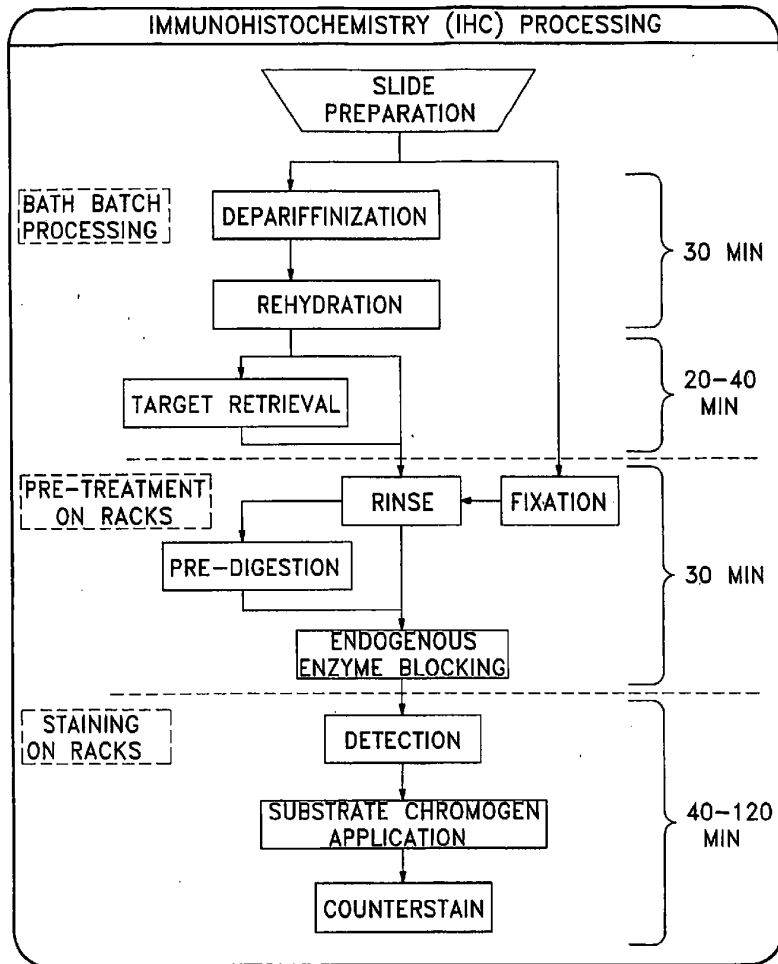 IMMUNOHISTOCHEMISTRY (IHC) PROCESSING
SLIDE
PREPARATION
BATH BATCH
PROCESSING
DEPARIFFINIZATION
30 MIN
REHYDRATION
TARGET RETRIEVAL
20-40
MIN
PRE-TREATMENT
ON RACKS
RINSE
FIXATION
PRE-DIGESTION
30 MIN
ENDOGENOUS
ENZYME BLOCKING
STAINING
ON RACKS
DETECTION
SUBSTRATE CHROMOGEN
APPLICATION
40-120
MIN
COUNTERSTAIN